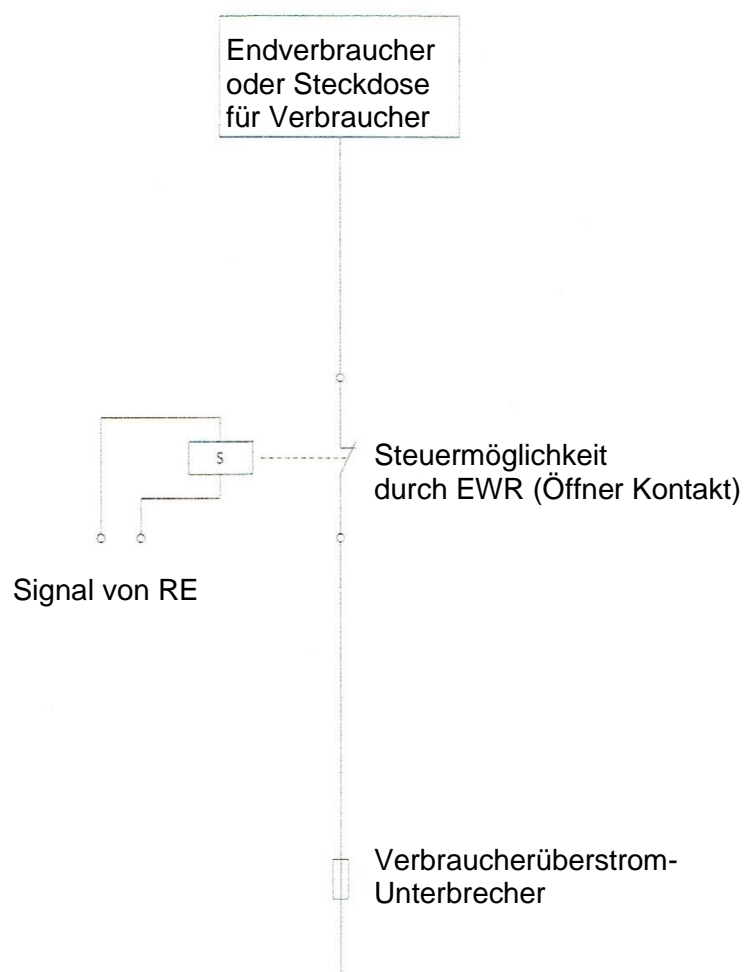 Endverbraucher
oder Steckdose
für Verbraucher
S
Steuermöglichkeit
durch EWR (Öffner Kontakt)
Signal von RE
Verbraucherüberstrom-
Unterbrecher